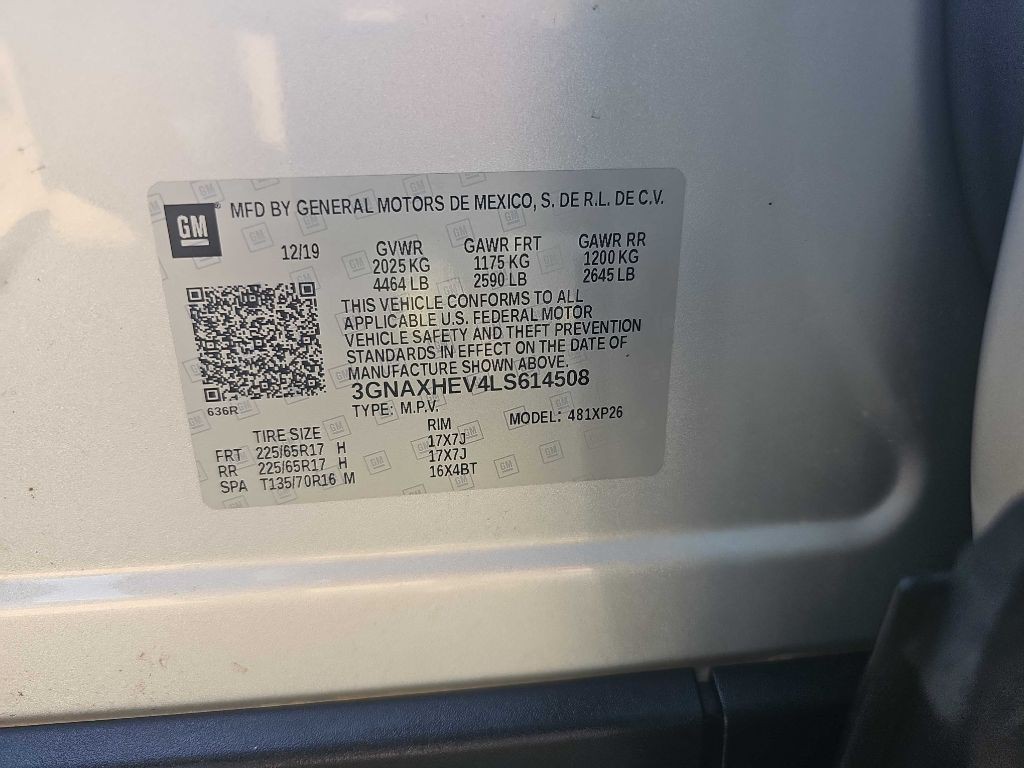 GM
MFD BY GENERAL MOTORS DE MEXICO, S. DE R.L. DE C.V.
12/19 GVWR GAWR FRT GAWR RR
2025 KG 1175 KG 1200 KG
4464 LB 2590 LB 2645 LB
THIS VEHICLE CONFORMS TO ALL
APPLICABLE U.S. FEDERAL MOTOR
VEHICLE SAFETY AND THEFT PREVENTION
STANDARDS IN EFFECT ON THE DATE OF
MANUFACTURE SHOWN ABOVE.
3GNAXHEV4LS614508
636R
TYPE: M.P.V. MODEL: 481XP26
TIRE SIZE RIM
FRT 225/65R17 H 17X7J
RR 225/65R17 H 17X7J
SPA T135/70R16 M 16X4BT